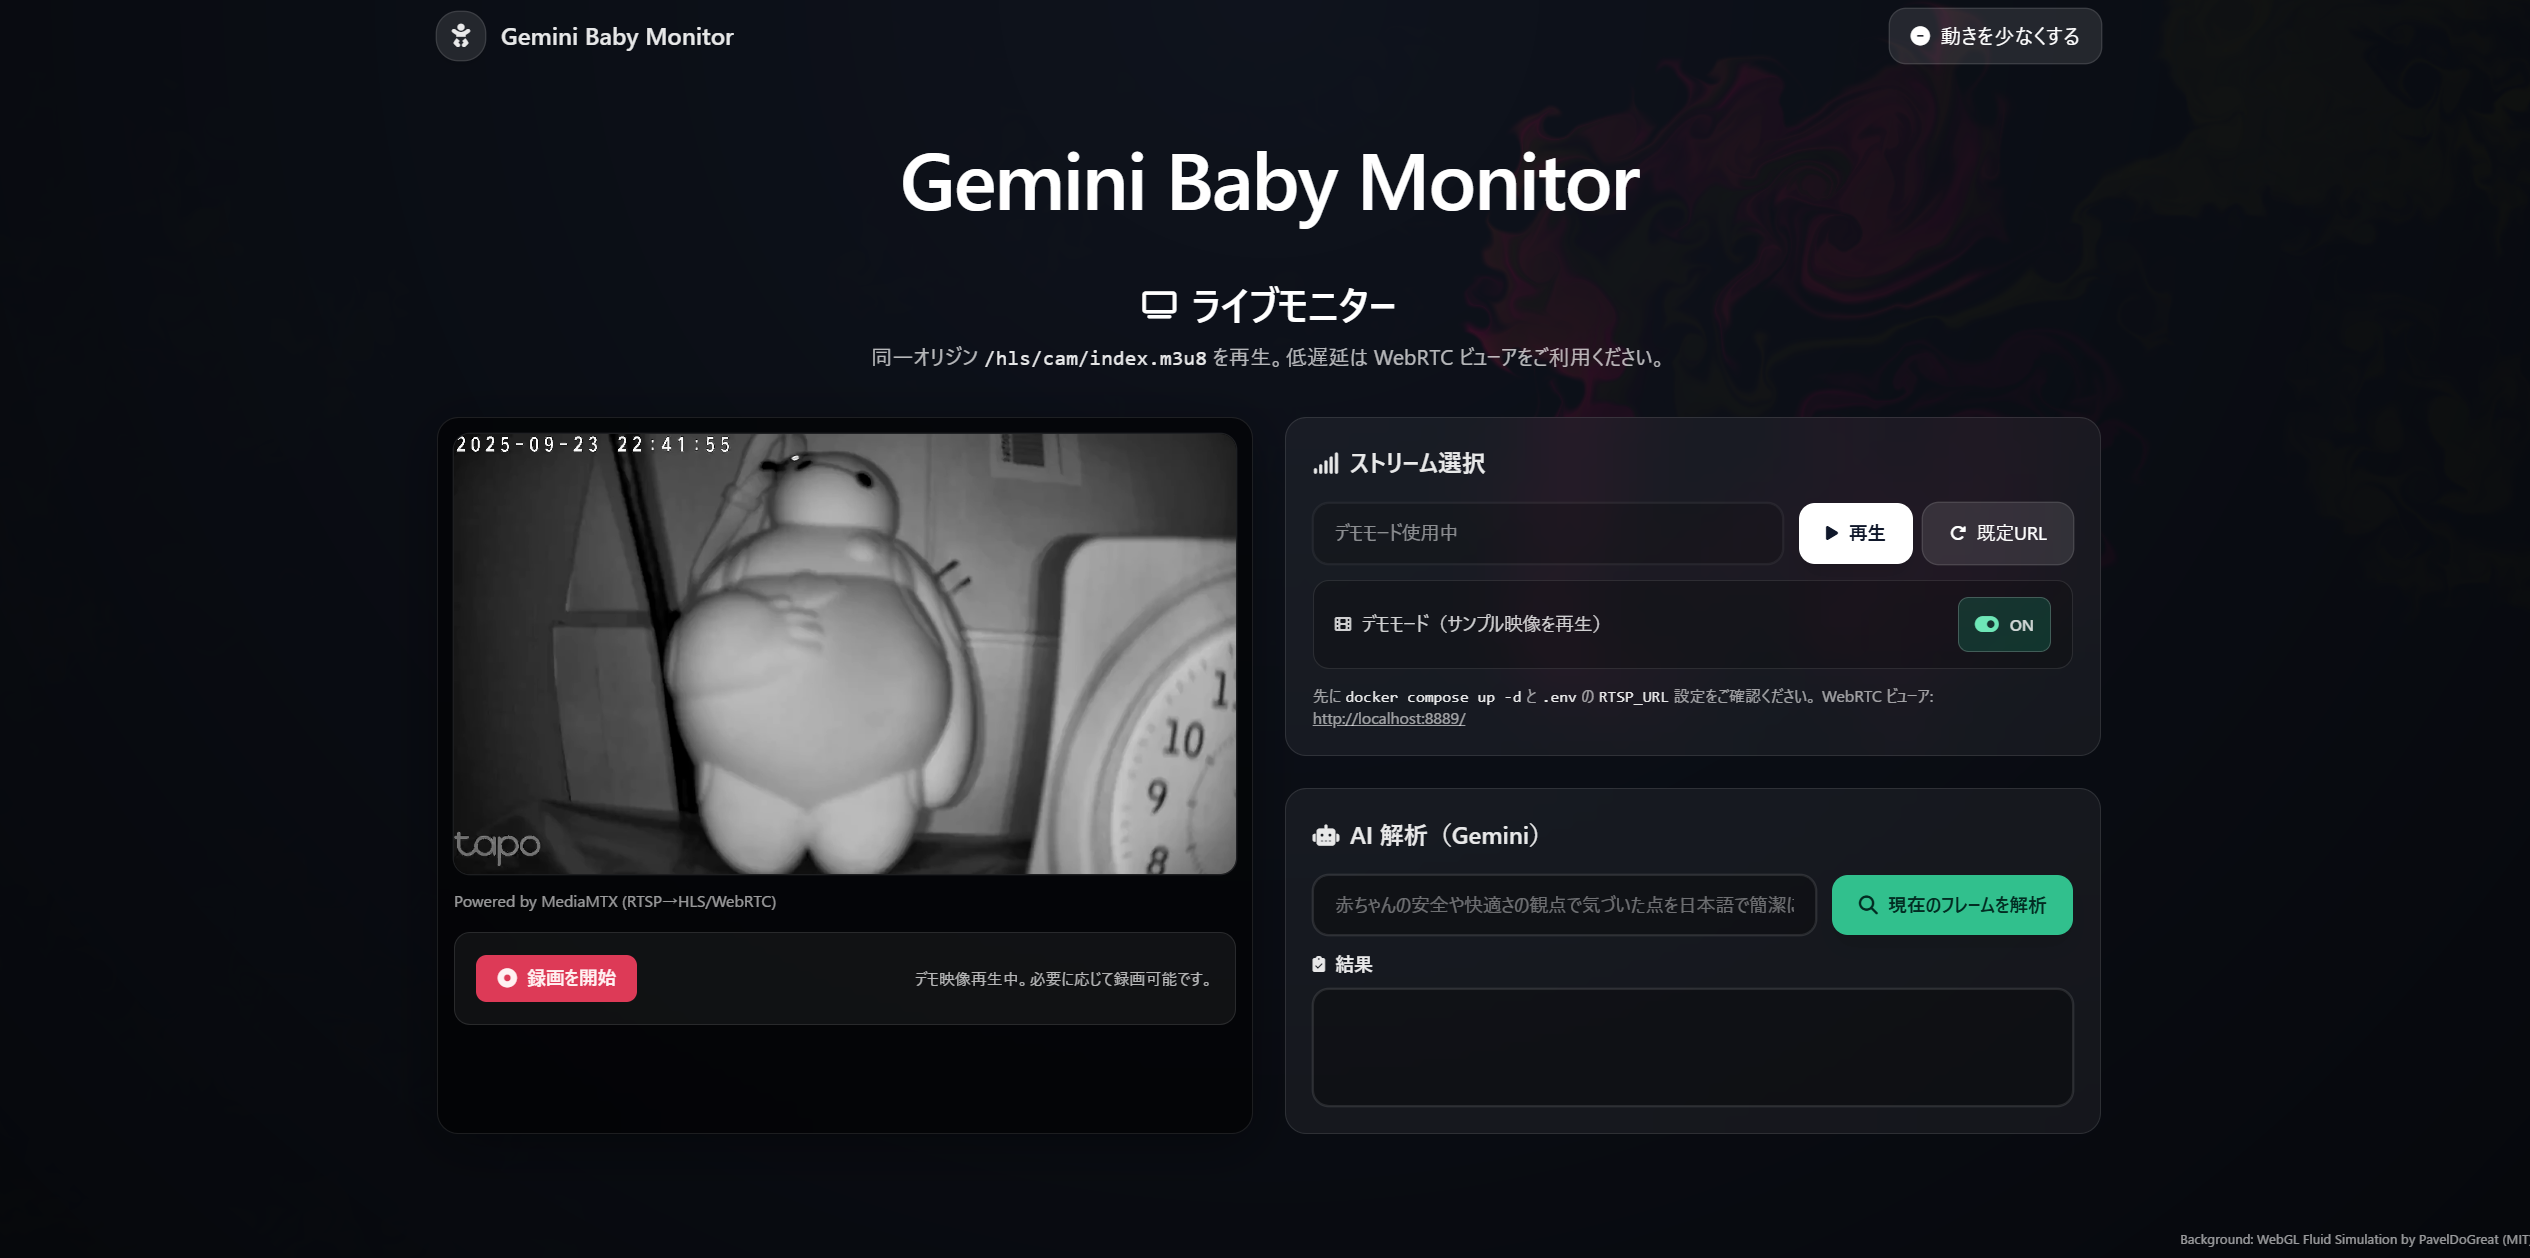 Gemini Baby Monitor
動きを少なくする
Gemini Baby Monitor
ライブモニター
同一オリジン /hls/cam/index.m3u8 を再生。低遅延は WebRTC ビューアをご利用ください。
2025-09-23 22:41:55
10
9
8
tapo
Powered by MediaMTX (RTSP→HLS/WebRTC)
録画を開始
デモ映像再生中。必要に応じて録画可能です。
ストリーム選択
デモモード使用中
再生
既定URL
デモモード（サンプル映像を再生）
ON
先に docker compose up -d と .env の RTSP_URL 設定をご確認ください。WebRTC ビューア:
http://localhost:8889/
AI 解析（Gemini）
赤ちゃんの安全や快適さの観点で気づいた点を日本語で簡潔に
現在のフレームを解析
結果
Background: WebGL Fluid Simulation by PavelDoGreat (MIT